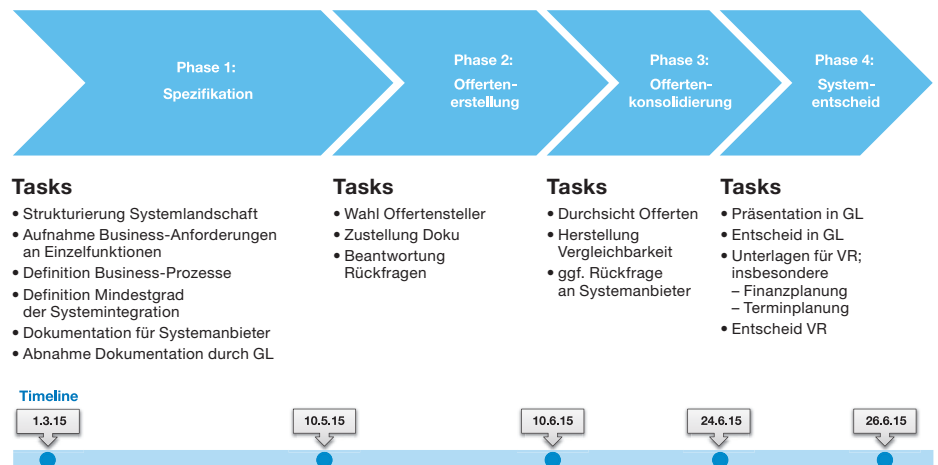 Phase 1:
Spezifikation
Phase 2:
Offerten-
erstellung
Phase 3:
Offerten-
konsolidierung
Phase 4:
System-
entscheid
Tasks
• Strukturierung Systemlandschaft
• Aufnahme Business-Anforderungen
an Einzelfunktionen
• Definition Business-Prozesse
• Definition Mindestgrad
der Systemintegration
• Dokumentation für Systemanbieter
• Abnahme Dokumentation durch GL
Tasks
• Wahl Offertensteller
• Zustellung Doku
• Beantwortung
Rückfragen
Tasks
• Durchsicht Offerten
• Herstellung
Vergleichbarkeit
• ggf. Rückfrage
an Systemanbieter
Tasks
• Präsentation in GL
• Entscheid in GL
• Unterlagen für VR;
insbesondere
– Finanzplanung
– Terminplanung
• Entscheid VR
Timeline
1.3.15
10.5.15
10.6.15
24.6.15
26.6.15